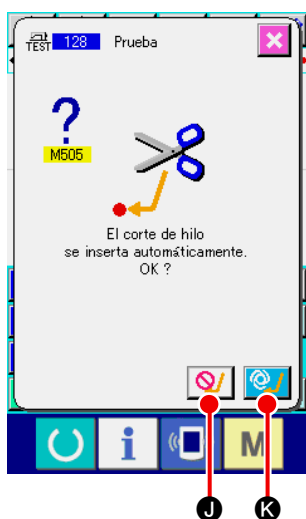 TEST 128 Prueba
?
M505
El corte de hilo
se inserta automáticamente.
OK ?
i M
J K